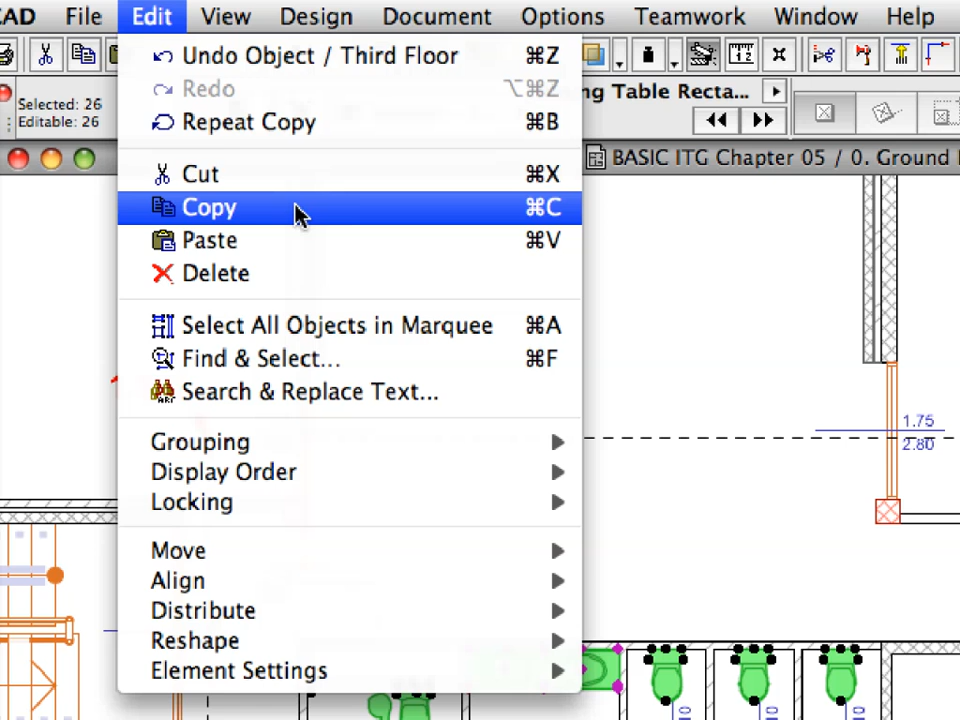 CAD File Edit View Design Document Options Teamwork Window Help
Undo Object / Third Floor ⌘Z
Redo ⌥⌘Z
Repeat Copy ⌘B
Cut ⌘X
Copy ⌘C
Paste ⌘V
Delete
Select All Objects in Marquee ⌘A
Find & Select... ⌘F
Search & Replace Text...
Grouping
Display Order
Locking
Move
Align
Distribute
Reshape
Element Settings
Selected: 26
Editable: 26
ng Table Recta...
BASIC ITG Chapter 05 / 0. Ground
1.75
2.80